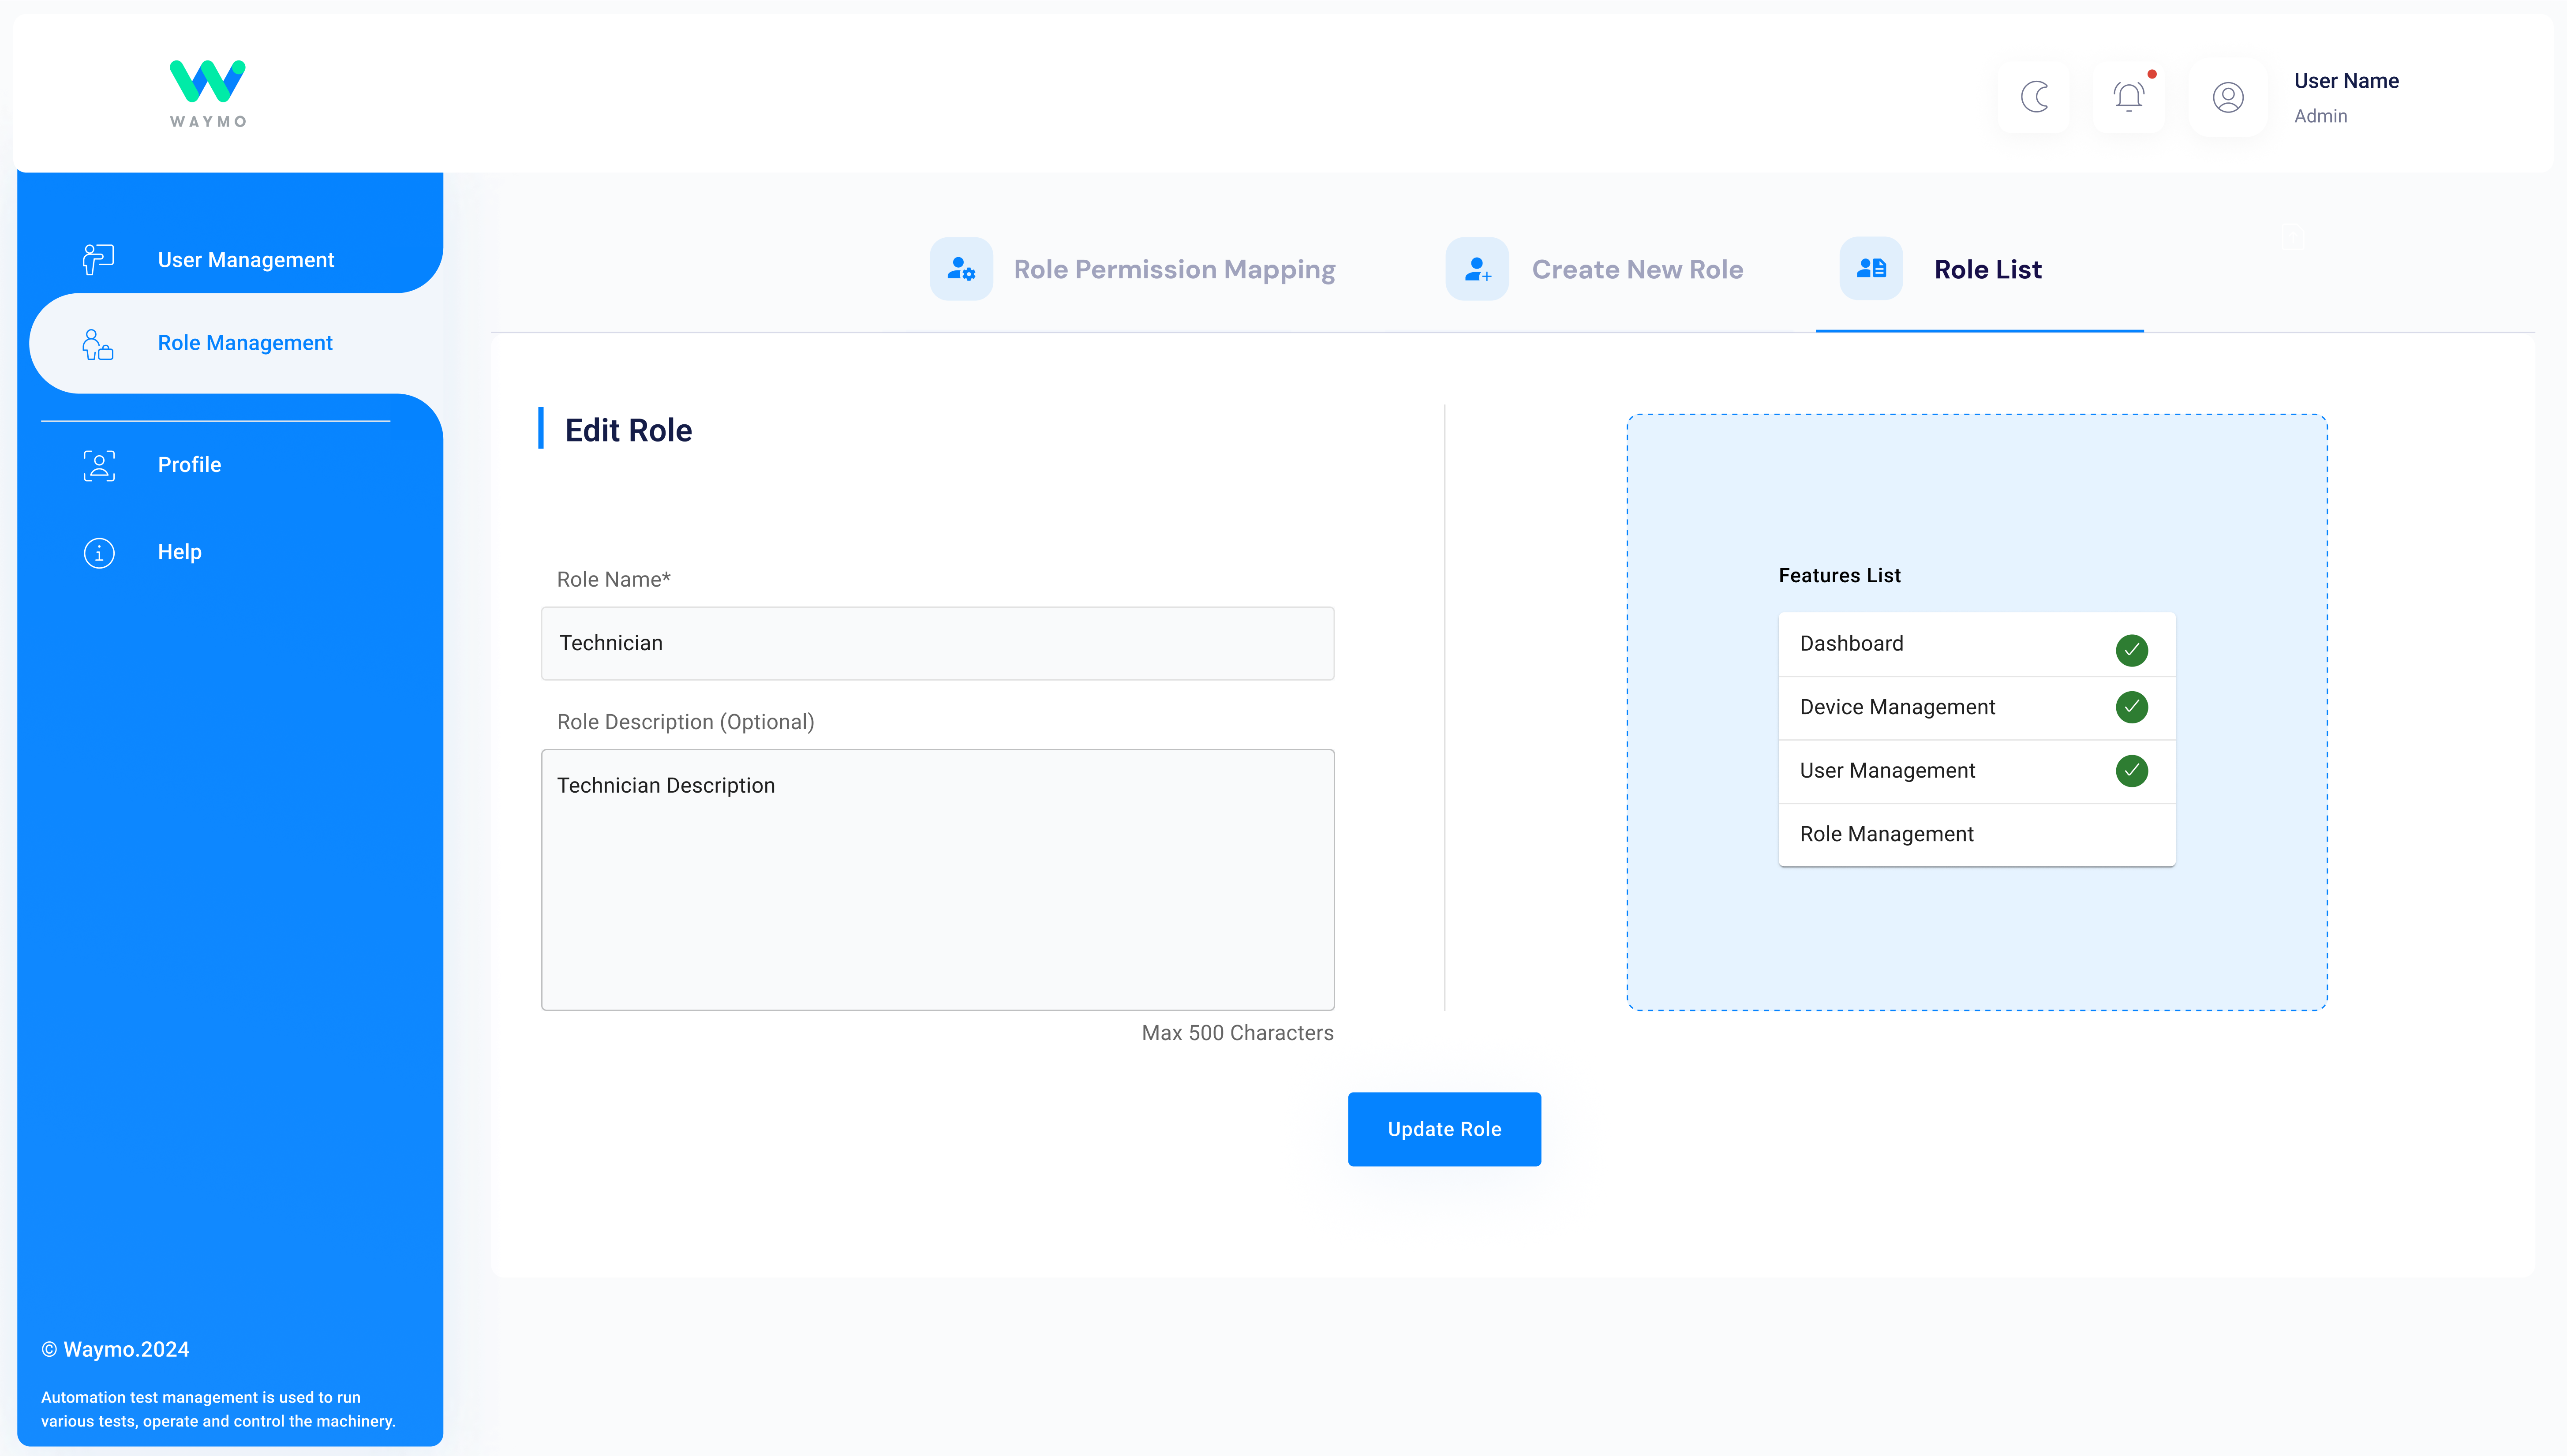 WAYMO
User Name
Admin
User Management
Role Management
Profile
Help
© Waymo.2024
Automation test management is used to run
various tests, operate and control the machinery.
Role Permission Mapping
Create New Role
Role List
Edit Role
Role Name*
Technician
Role Description (Optional)
Technician Description
Max 500 Characters
Features List
Dashboard
Device Management
User Management
Role Management
Update Role